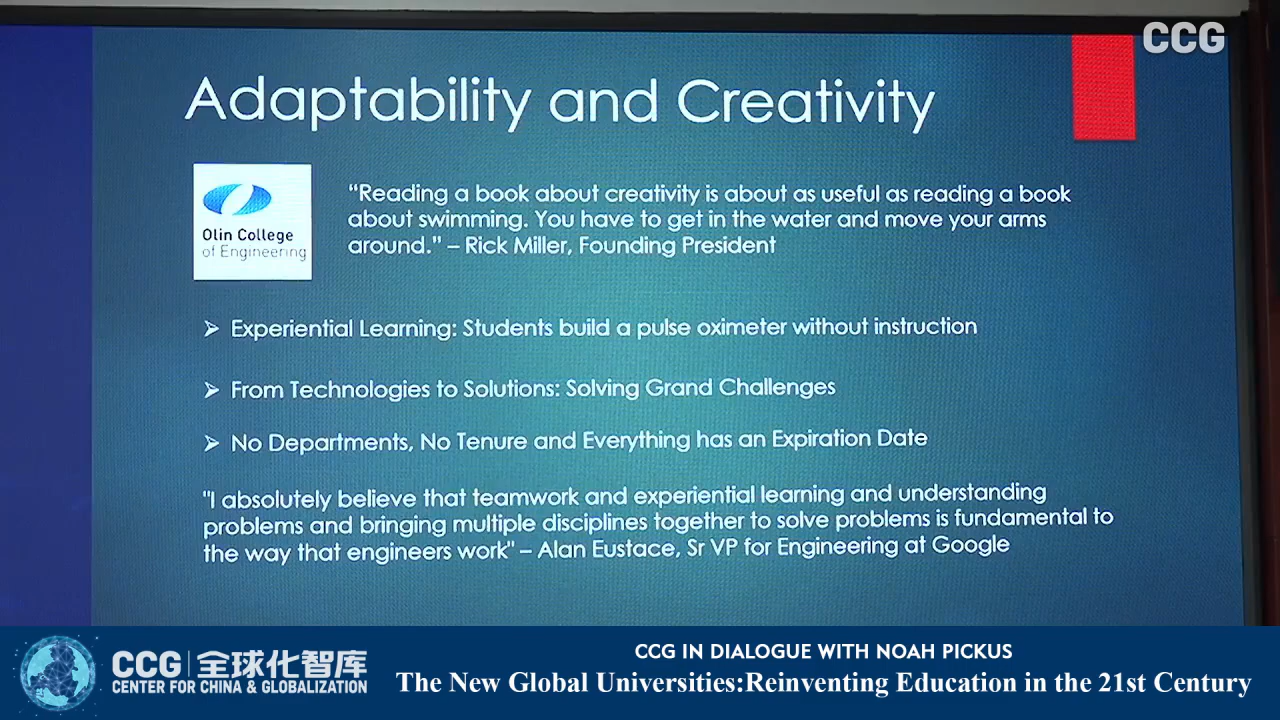 CCG
Adaptability and Creativity
Olin College
of Engineering
“Reading a book about creativity is about as useful as reading a book
about swimming. You have to get in the water and move your arms
around.” – Rick Miller, Founding President
➢ Experiential Learning: Students build a pulse oximeter without instruction
➢ From Technologies to Solutions: Solving Grand Challenges
➢ No Departments, No Tenure and Everything has an Expiration Date
"I absolutely believe that teamwork and experiential learning and understanding
problems and bringing multiple disciplines together to solve problems is fundamental to
the way that engineers work" – Alan Eustace, Sr VP for Engineering at Google
CCG | 全球化智库
CENTER FOR CHINA & GLOBALIZATION
CCG IN DIALOGUE WITH NOAH PICKUS
The New Global Universities:Reinventing Education in the 21st Century